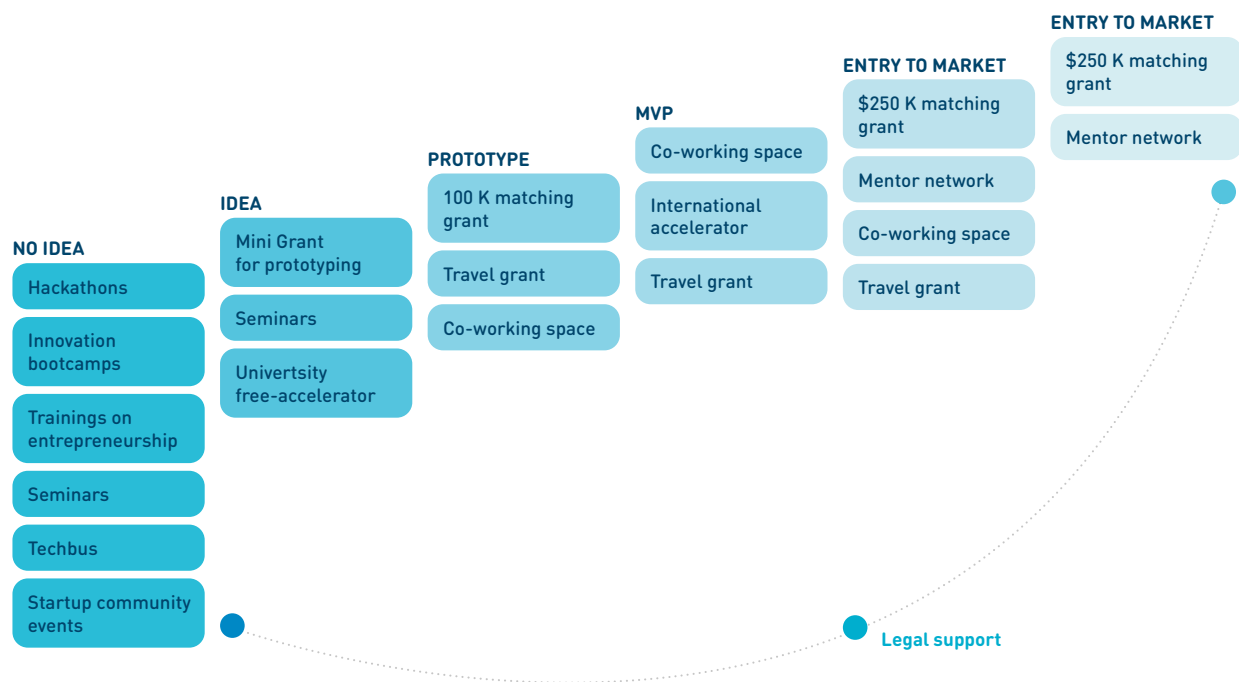 NO IDEA
Hackathons
Innovation
bootcamps
Trainings on
entrepreneurship
Seminars
Techbus
Startup community
events
IDEA
Mini Grant
for prototyping
Seminars
Univertsity
free-accelerator
PROTOTYPE
100 K matching
grant
Travel grant
Co-working space
MVP
Co-working space
International
accelerator
Travel grant
ENTRY TO MARKET
$250 K matching
grant
Mentor network
Co-working space
Travel grant
ENTRY TO MARKET
$250 K matching
grant
Mentor network
Legal support